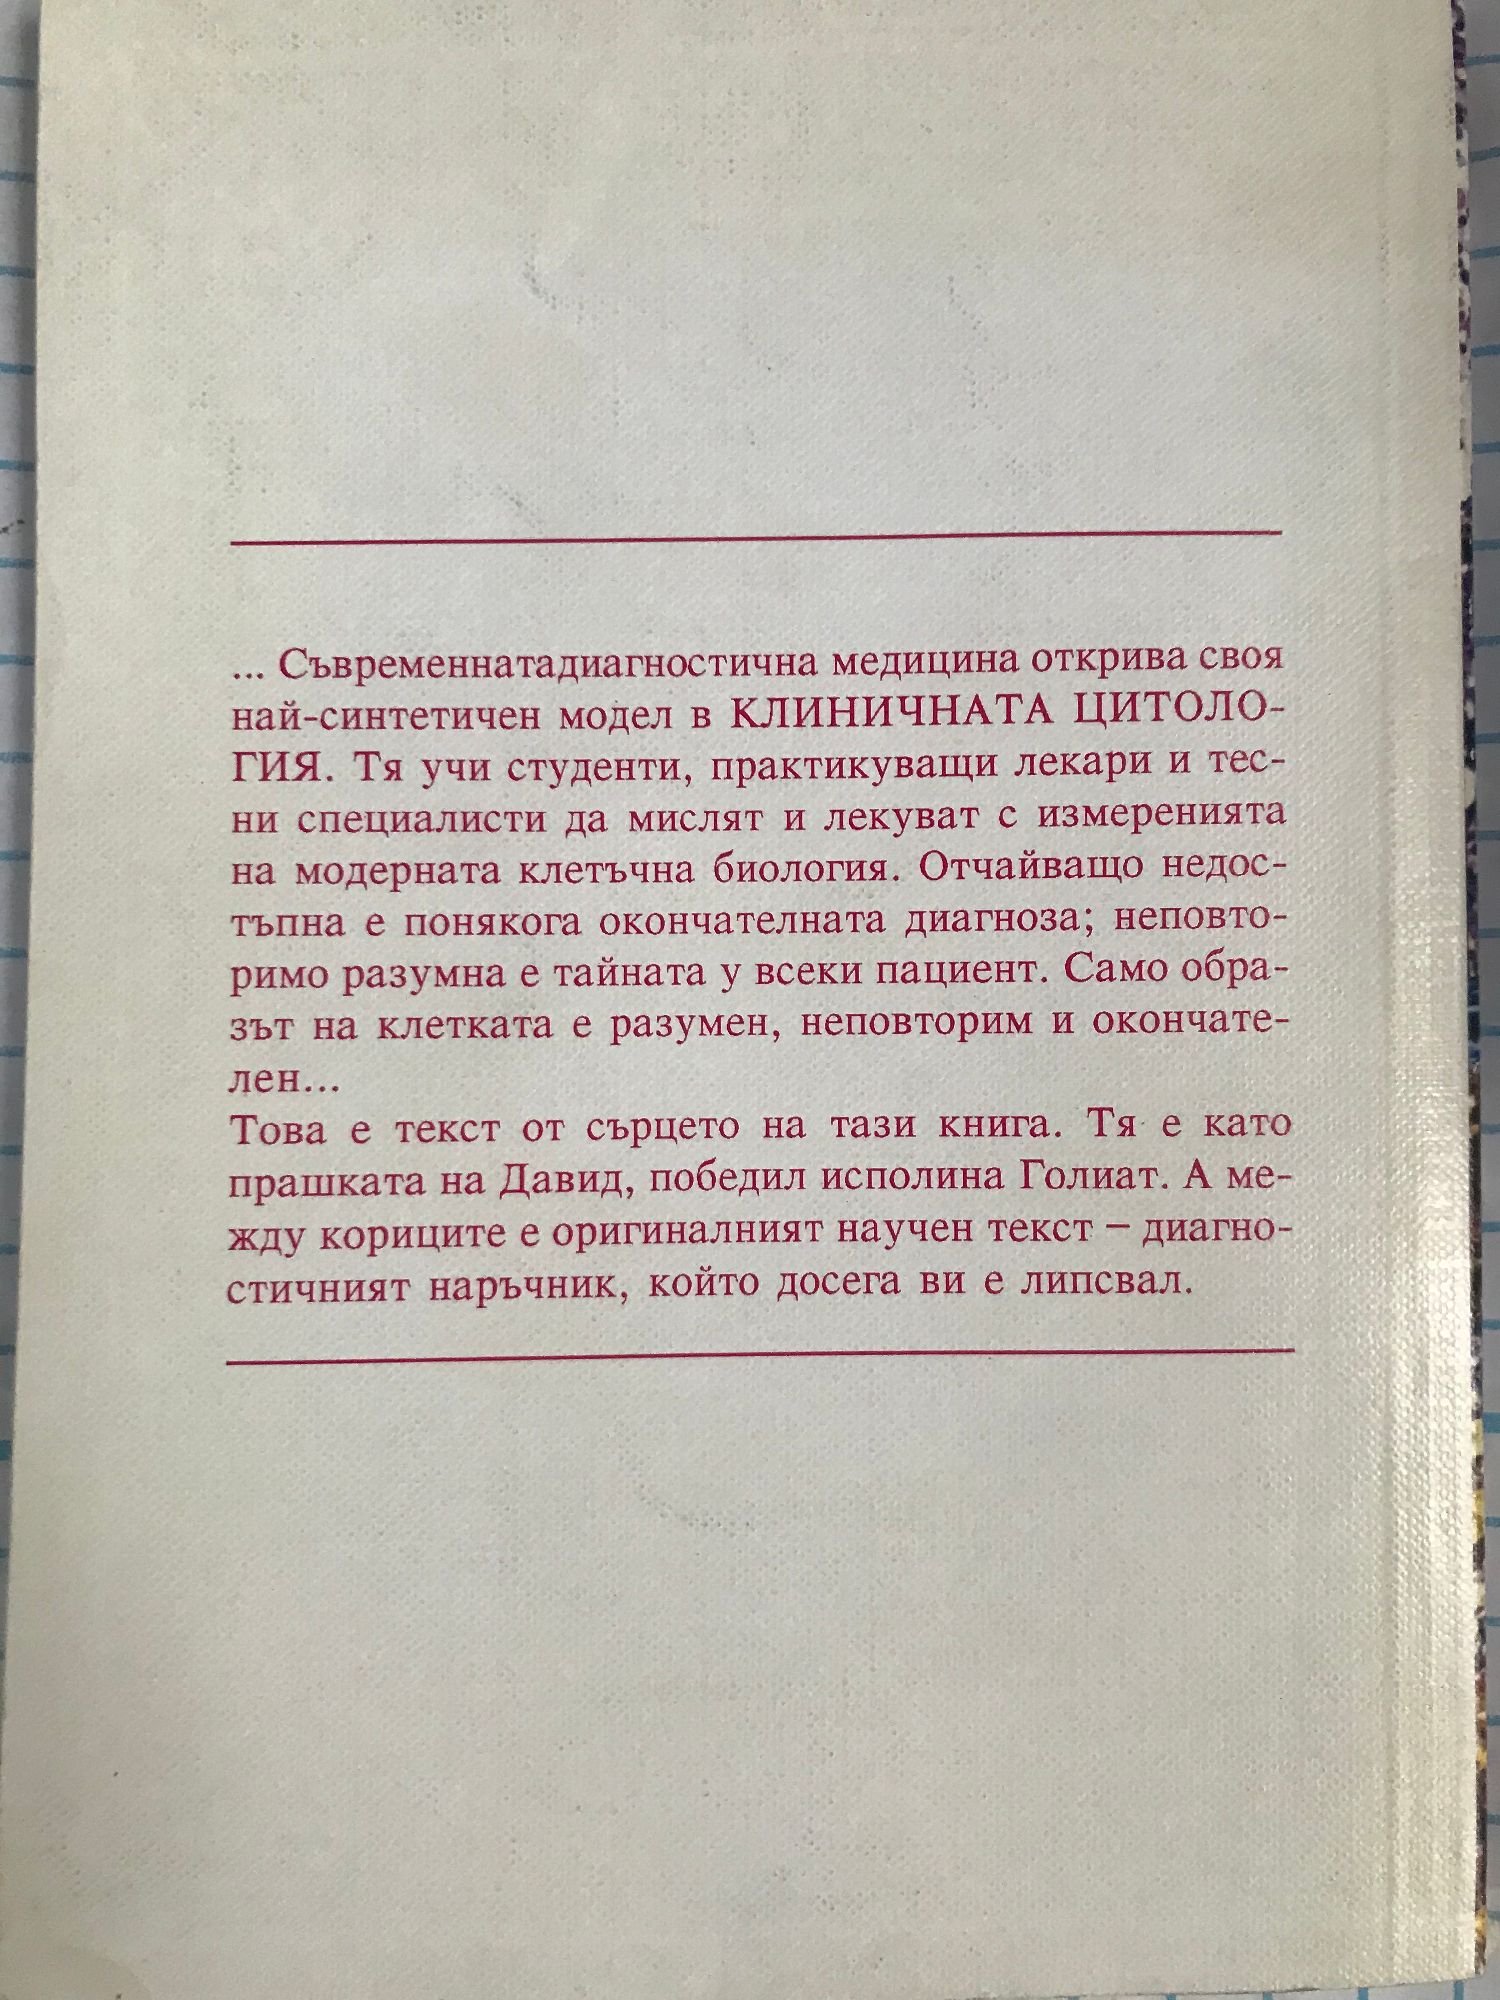 ... Съвременнатадиагностична медицина открива своя
най-синтетичен модел в КЛИНИЧНАТА ЦИТОЛО-
ГИЯ. Тя учи студенти, практикуващи лекари и тес-
ни специалисти да мислят и лекуват с измеренията
на модерната клетъчна биология. Отчайващо недос-
тъпна е понякога окончателната диагноза; неповто-
римо разумна е тайната у всеки пациент. Само обра-
зът на клетката е разумен, неповторим и окончате-
лен...
Това е текст от сърцето на тази книга. Тя е като
прашката на Давид, победил исполина Голиат. А ме-
жду кориците е оригиналният научен текст – диагно-
стичният наръчник, който досега ви е липсвал.